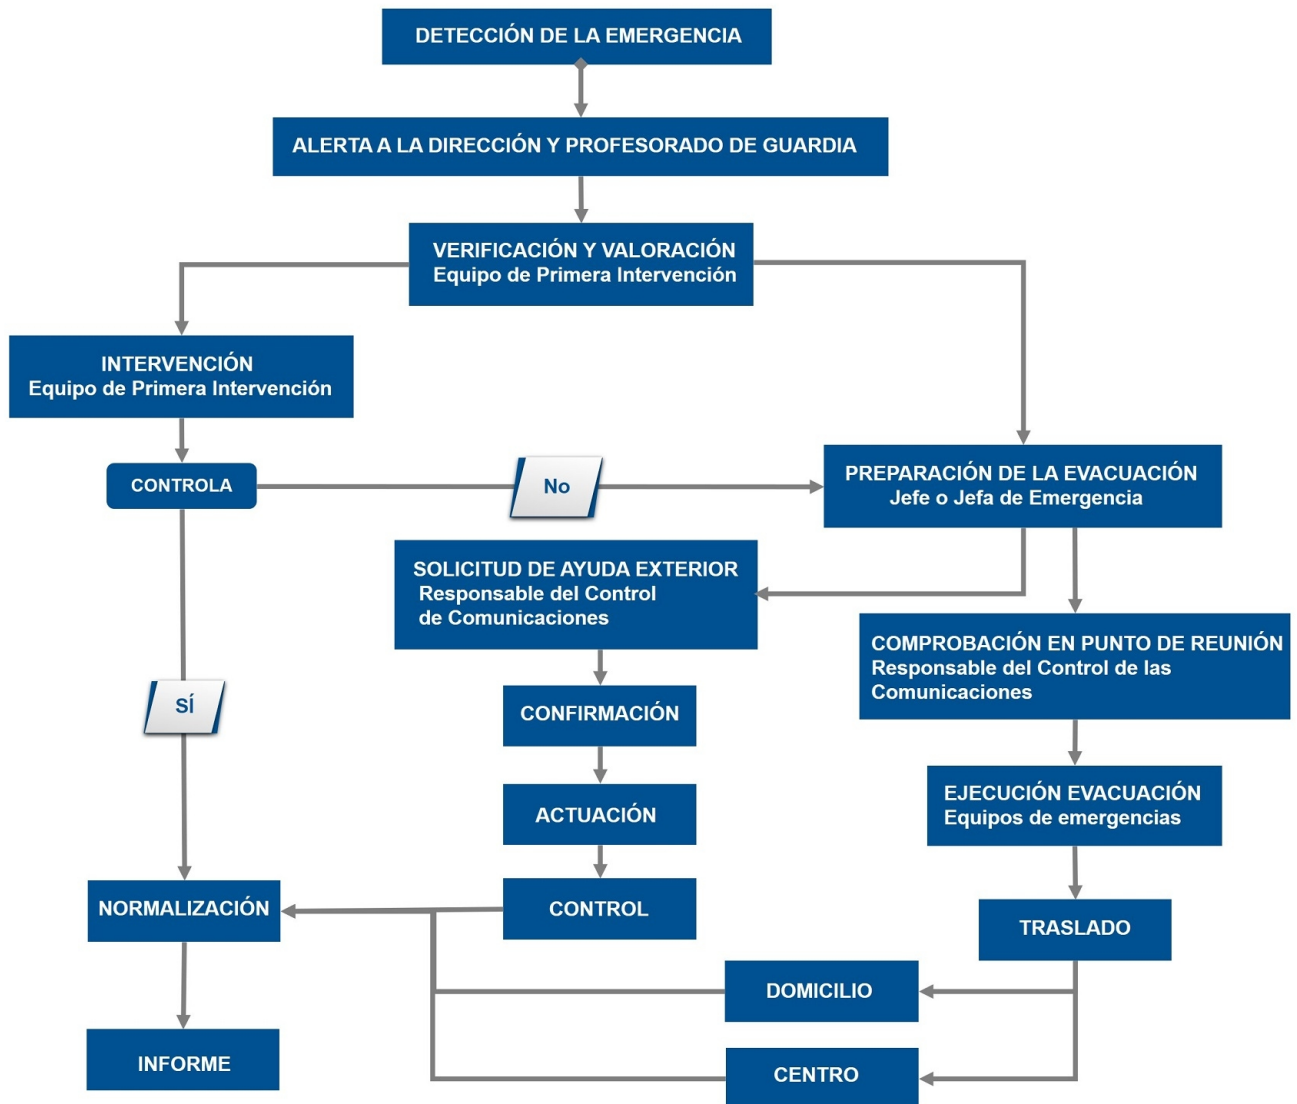 DETECCIÓN DE LA EMERGENCIA
ALERTA A LA DIRECCIÓN Y PROFESORADO DE GUARDIA
VERIFICACIÓN Y VALORACIÓN
Equipo de Primera Intervención
INTERVENCIÓN
Equipo de Primera Intervención
CONTROLA
No
PREPARACIÓN DE LA EVACUACIÓN
Jefe o Jefa de Emergencia
SOLICITUD DE AYUDA EXTERIOR
Responsable del Control
de Comunicaciones
COMPROBACIÓN EN PUNTO DE REUNIÓN
Responsable del Control de las
Comunicaciones
SÍ
CONFIRMACIÓN
EJECUCIÓN EVACUACIÓN
Equipos de emergencias
ACTUACIÓN
NORMALIZACIÓN
CONTROL
TRASLADO
DOMICILIO
INFORME
CENTRO